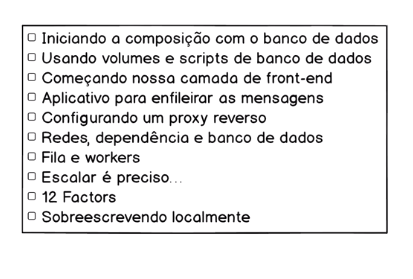 Iniciando a composição com o banco de dados
Usando volumes e scripts de banco de dados
Começando nossa camada de front-end
Aplicativo para enfileirar as mensagens
Configurando um proxy reverso
Redes, dependência e banco de dados
Fila e workers
Escalar é preciso...
12 Factors
Sobreescrevendo localmente